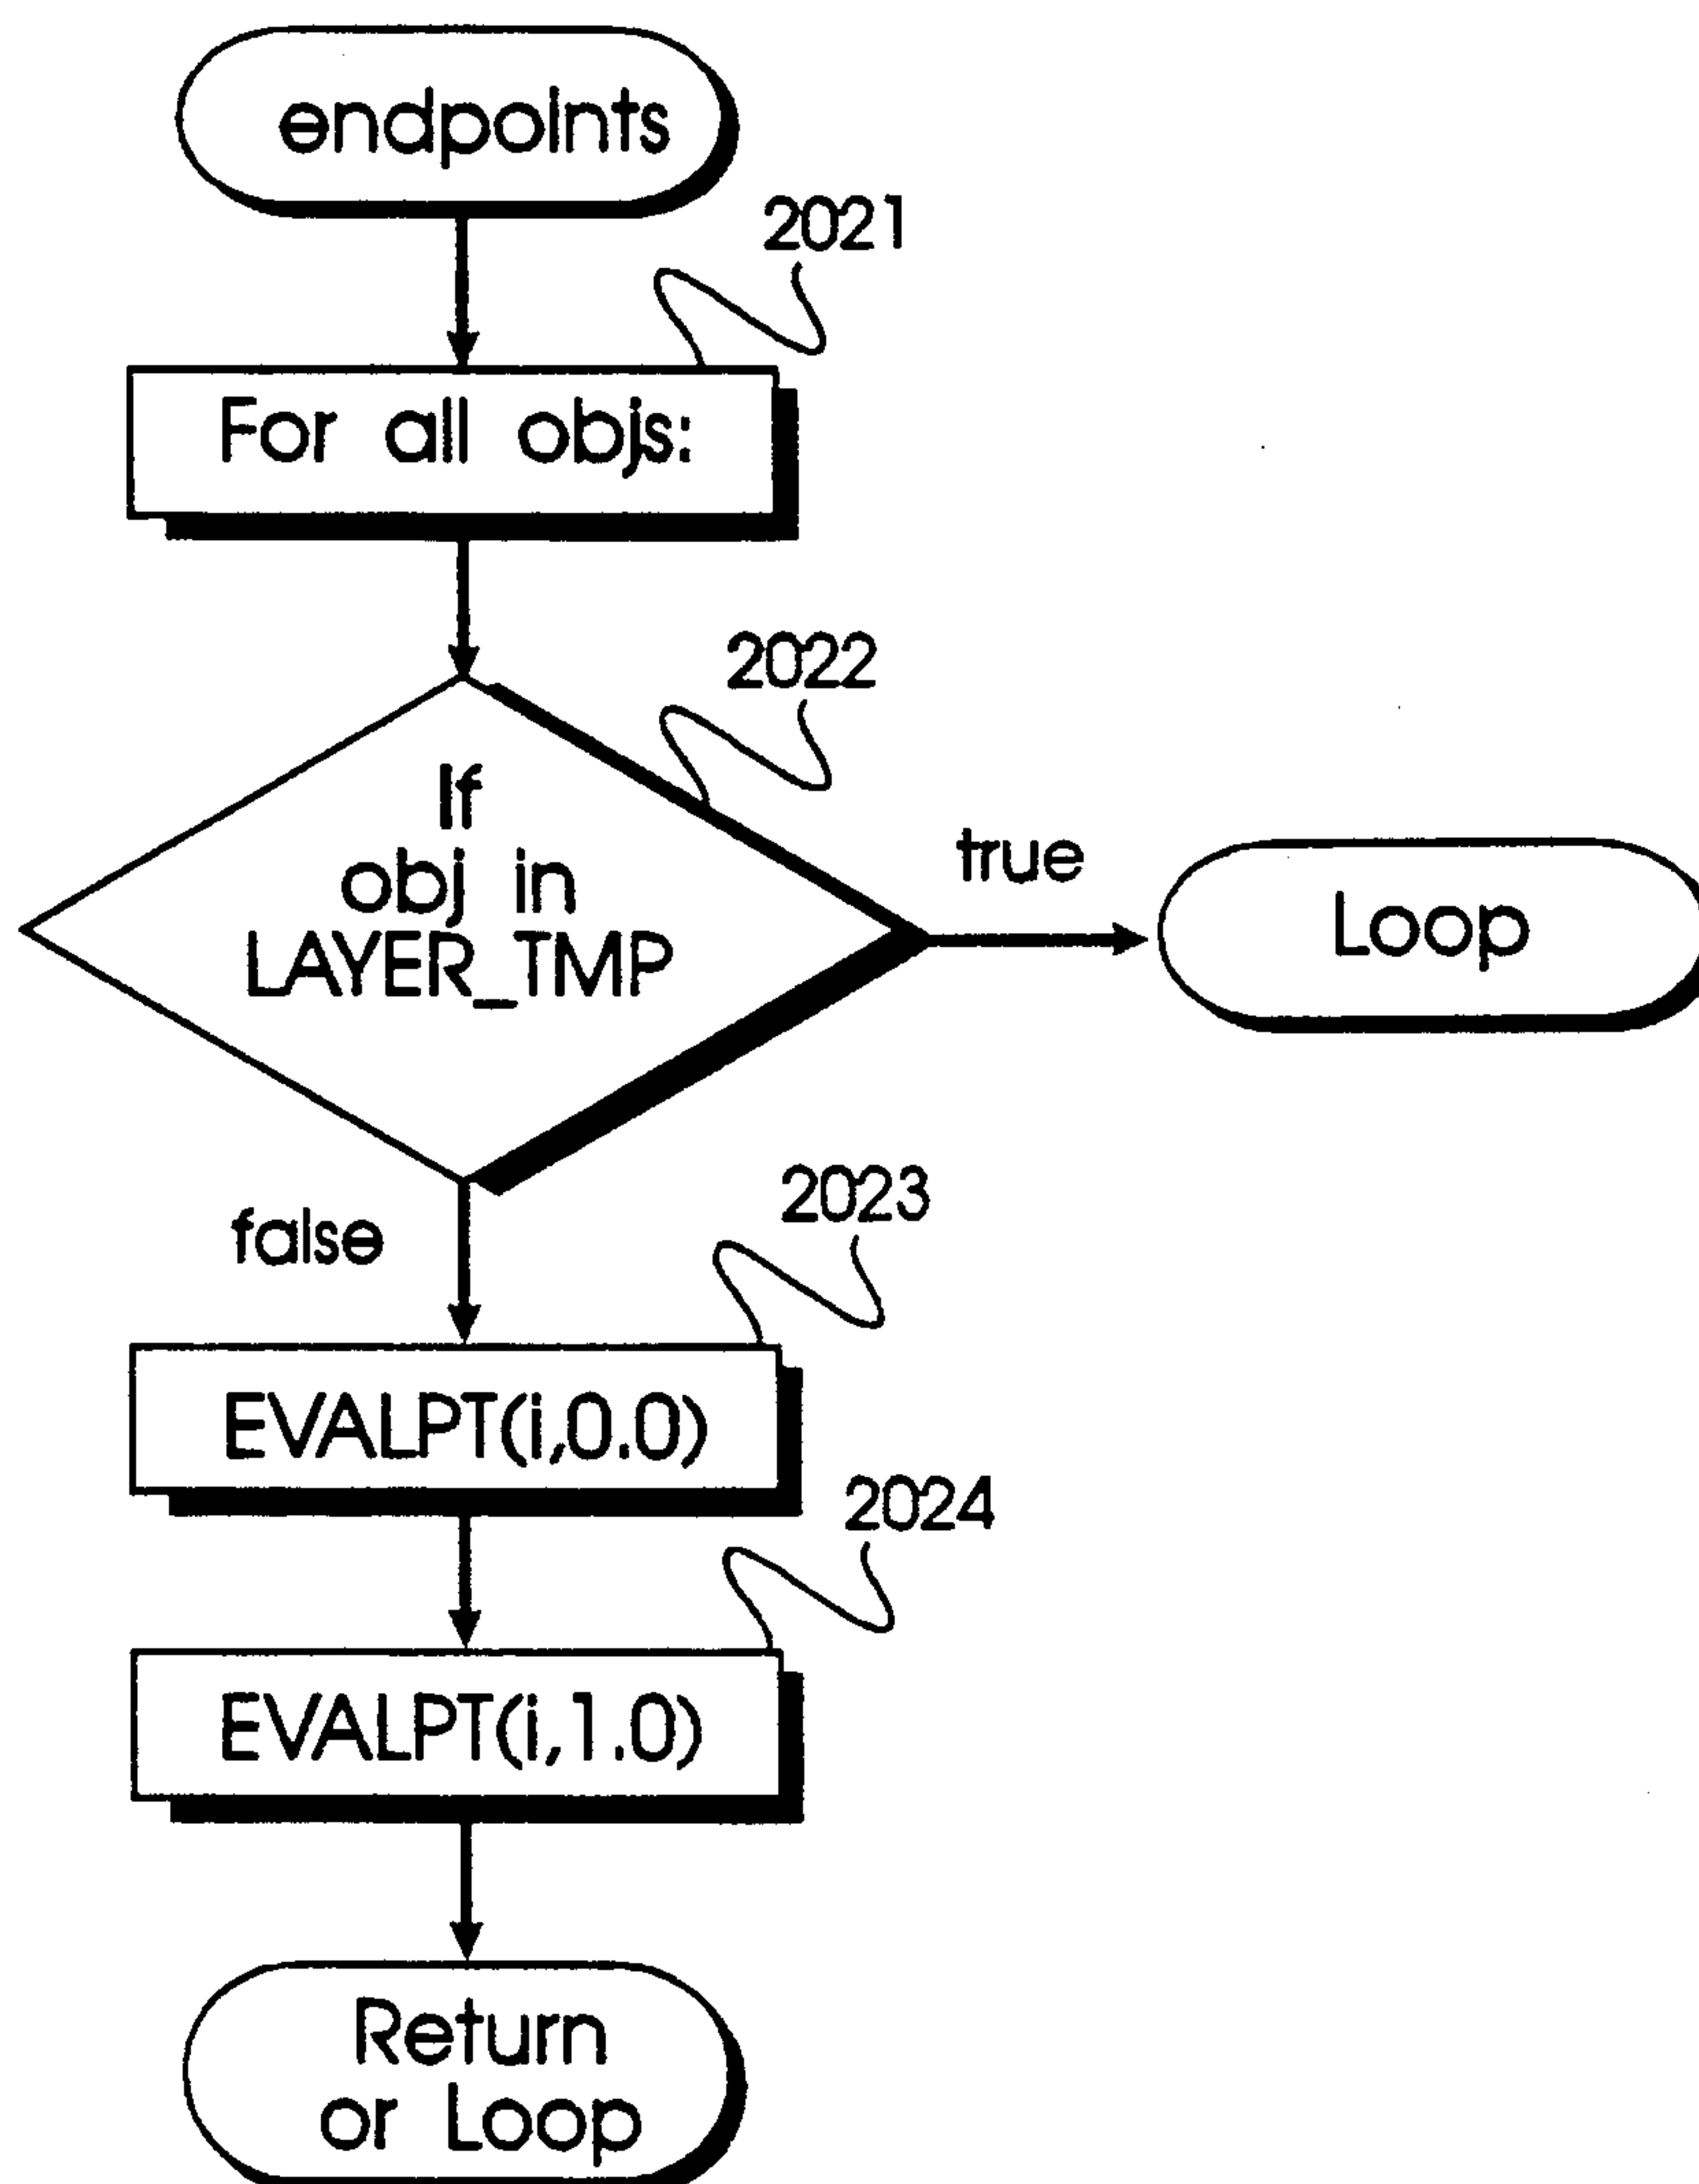 endpoints
2021
For all objs:
2022
If
obj in
LAYER_TMP
true
Loop
false
2023
EVALPT(i,0.0)
2024
EVALPT(i,1.0)
Return
or Loop